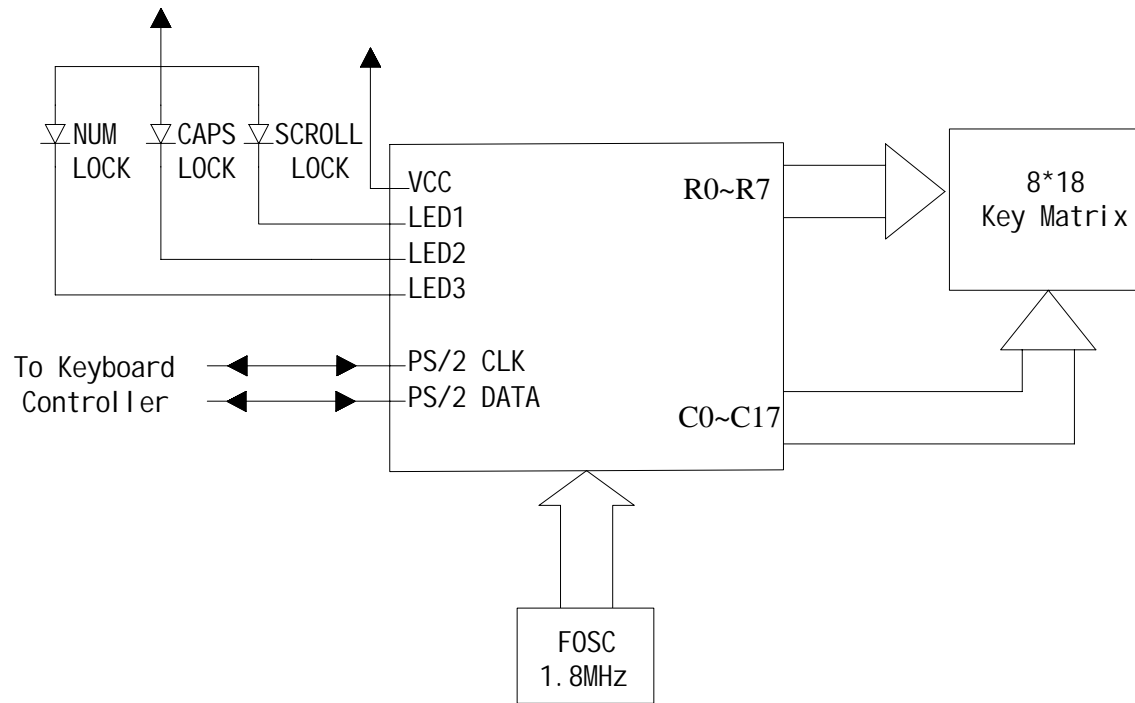 NUM
LOCK
CAPS
LOCK
SCROLL
LOCK
VCC
LED1
LED2
LED3
PS/2 CLK
PS/2 DATA
To Keyboard
Controller
R0~R7
C0~C17
8*18
Key Matrix
FOSC
1.8MHz